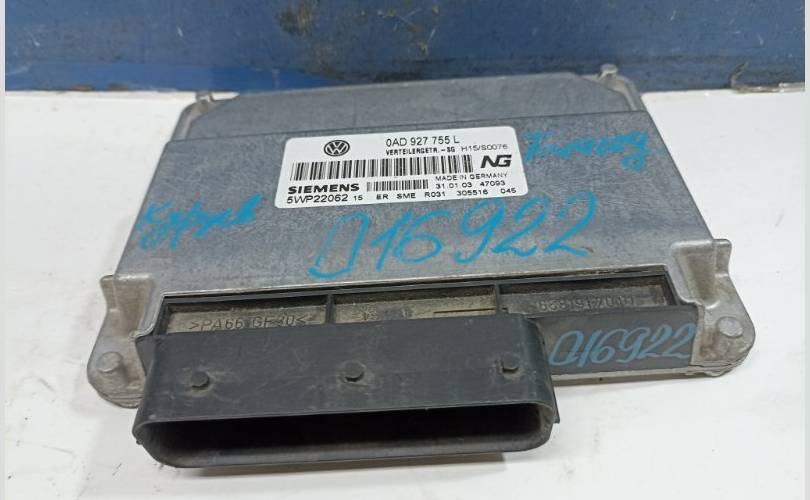 0AD 927 755 L
VERTEILERGETR.-SG H15/S0076
NG
MADE IN GERMANY
SIEMENS 31.01.03 47093
5WP22062 15 ER SME R031 305516 045
016922
>PA66 GF30<
016922